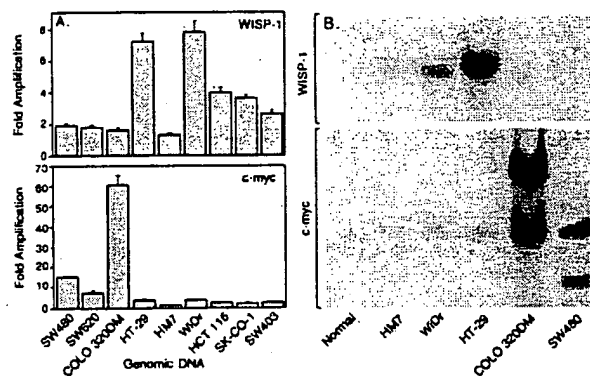 A.
WISP-1
Fold Amplification
8
6
4
2
0
c-myc
Fold Amplification
70
60
50
40
30
20
10
0
SW480
SW620
COLO 320DM
HT-29
HM7
WiDr
HCT 116
SK-CO-1
SW403
Genomic DNA
B.
WISP-1
c-myc
Normal
HM7
WiDr
HT-29
COLO 320DM
SW480